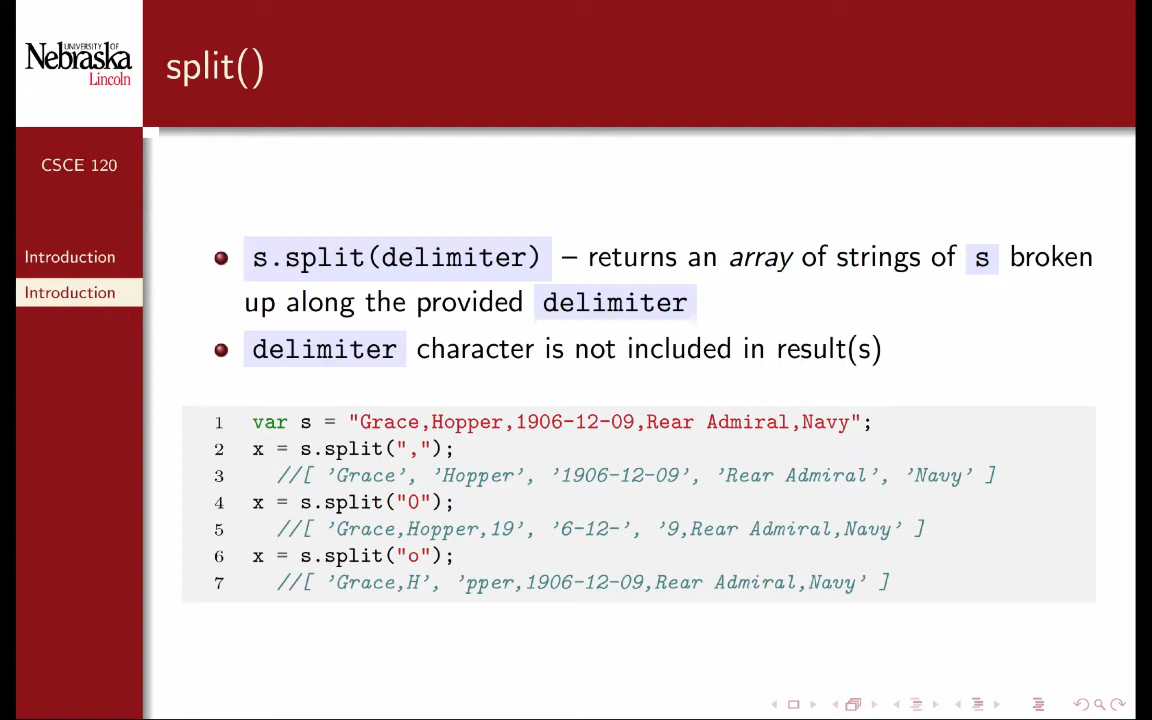 UNIVERSITY OF
Nebraska
Lincoln
split()
CSCE 120
Introduction
Introduction
s.split(delimiter) – returns an array of strings of s broken
up along the provided delimiter
delimiter character is not included in result(s)
1 var s = "Grace,Hopper,1906-12-09,Rear Admiral,Navy";
2 x = s.split(",");
3 //[ 'Grace', 'Hopper', '1906-12-09', 'Rear Admiral', 'Navy' ]
4 x = s.split("0");
5 //[ 'Grace,Hopper,19', '6-12-', '9,Rear Admiral,Navy' ]
6 x = s.split("o");
7 //[ 'Grace,H', 'pper,1906-12-09,Rear Admiral,Navy' ]